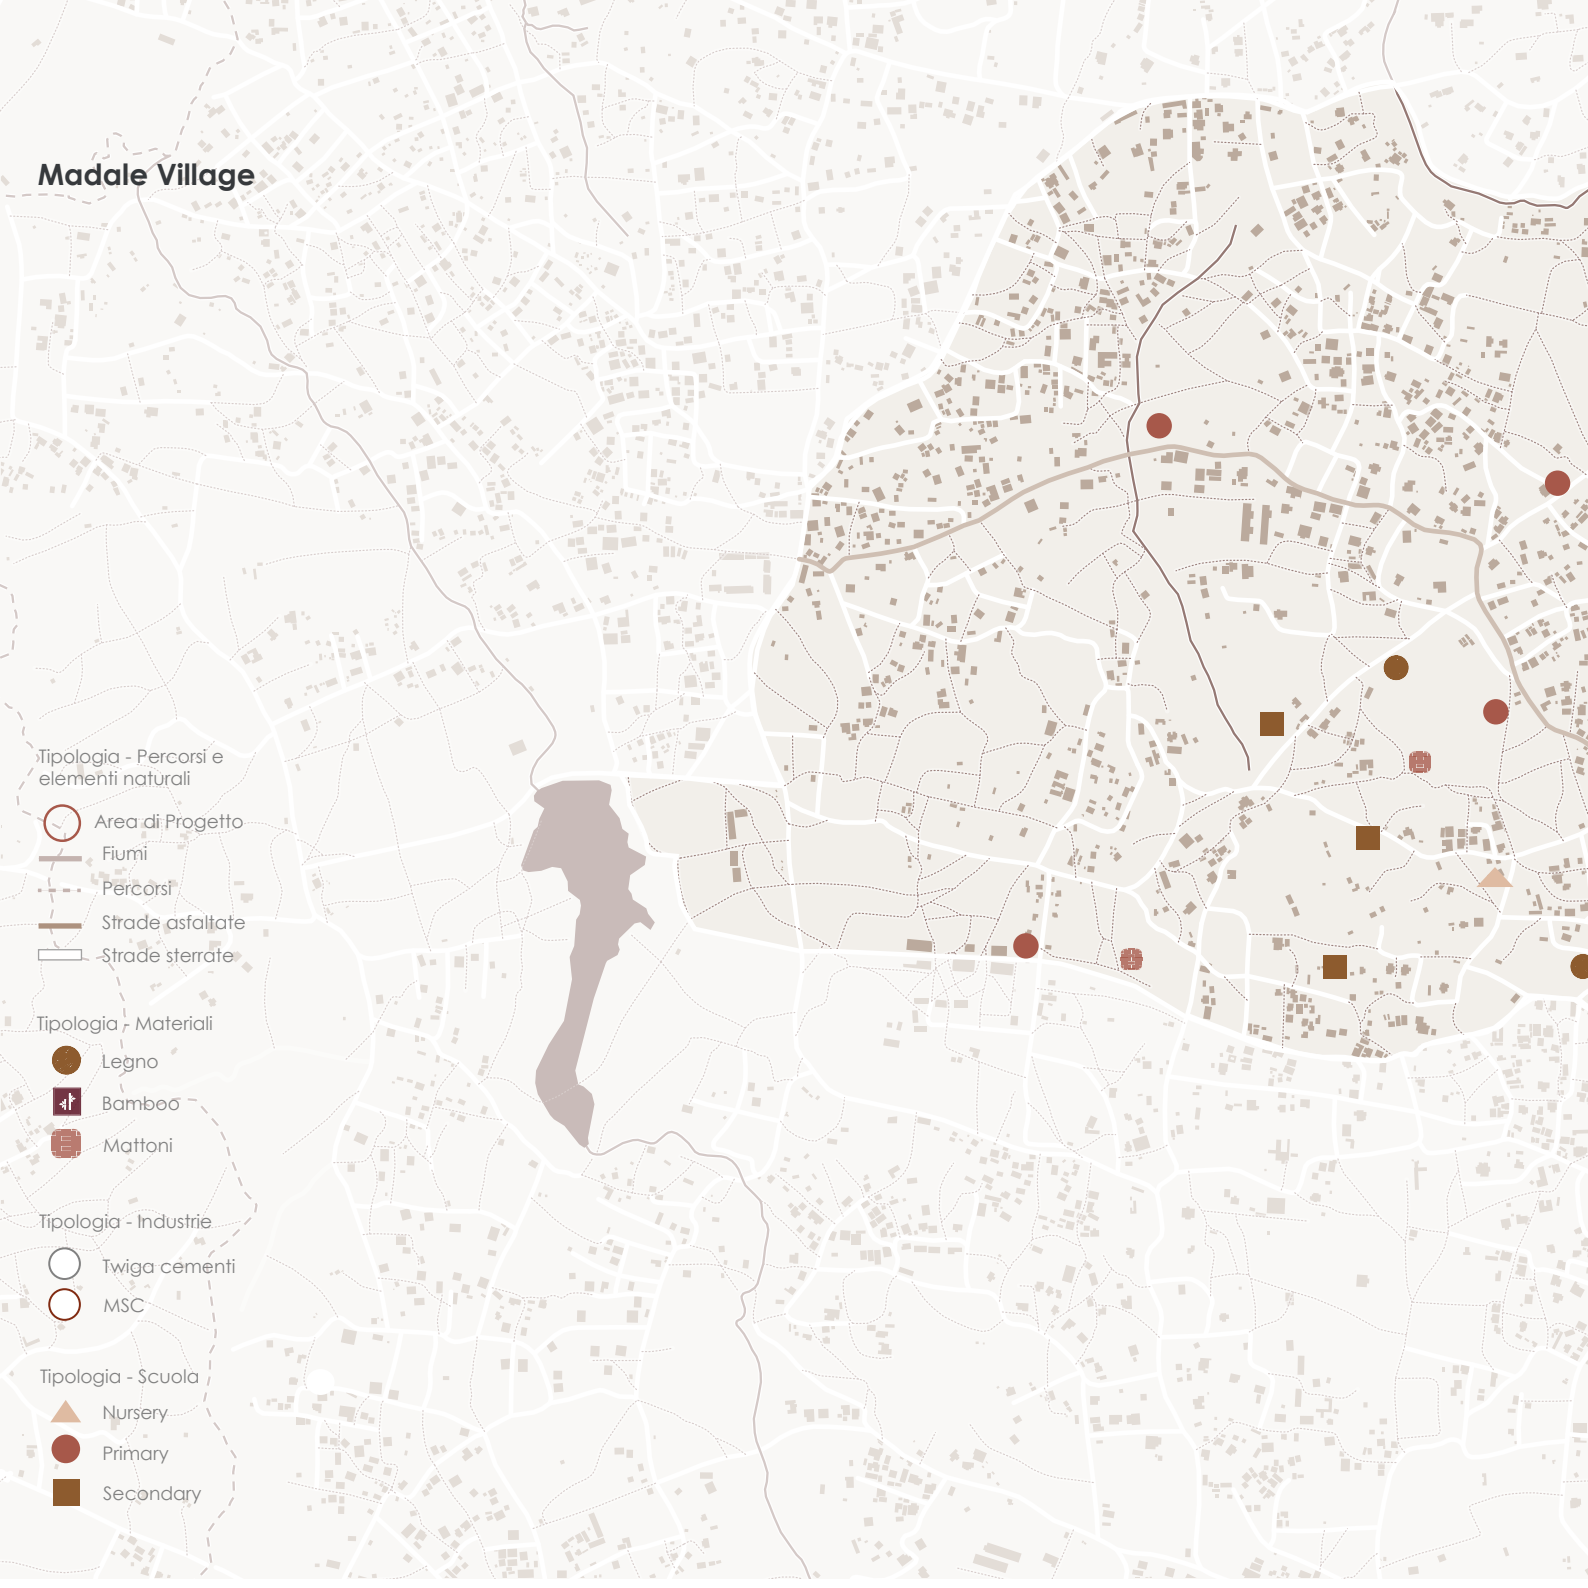 Madale Village
Tipologia - Percorsi e
elementi naturali
Area di Progetto
Fiumi
Percorsi
Strade asfaltate
Strade sterrate
Tipologia - Materiali
Legno
Bamboo
Mattoni
Tipologia - Industrie
Twiga cementi
MSC
Tipologia - Scuola
Nursery
Primary
Secondary